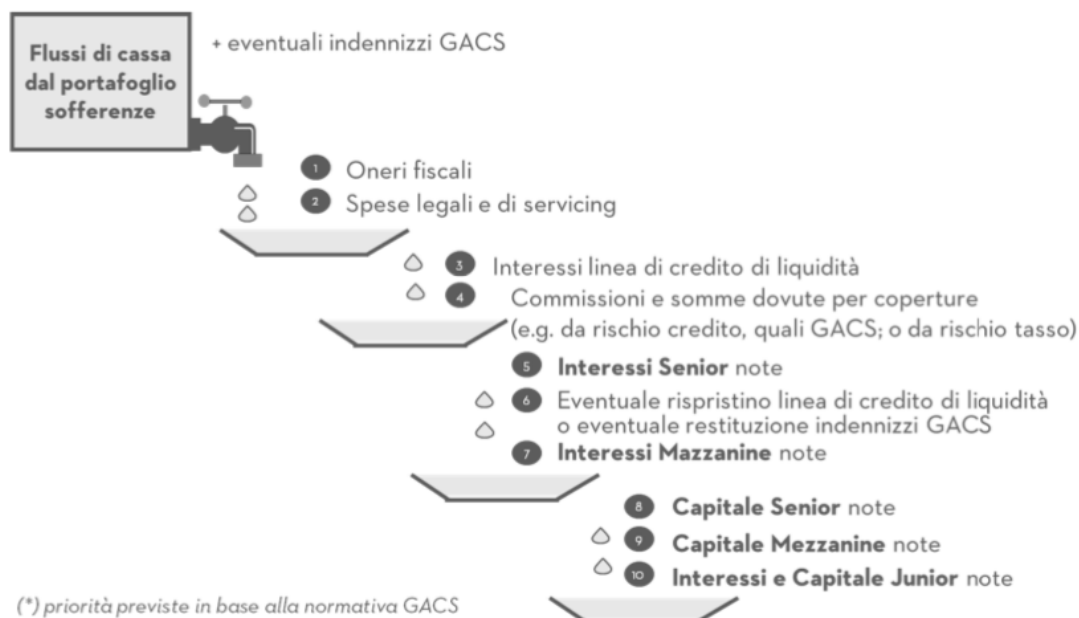 Flussi di cassa
dal portafoglio
sofferenze
+ eventuali indennizzi GACS
1 Oneri fiscali
2 Spese legali e di servicing
3 Interessi linea di credito di liquidità
4 Commissioni e somme dovute per coperture
(e.g. da rischio credito, quali GACS; o da rischio tasso)
5 Interessi Senior note
6 Eventuale rispristino linea di credito di liquidità
o eventuale restituzione indennizzi GACS
7 Interessi Mazzanine note
8 Capitale Senior note
9 Capitale Mezzanine note
10 Interessi e Capitale Junior note
(*) priorità previste in base alla normativa GACS